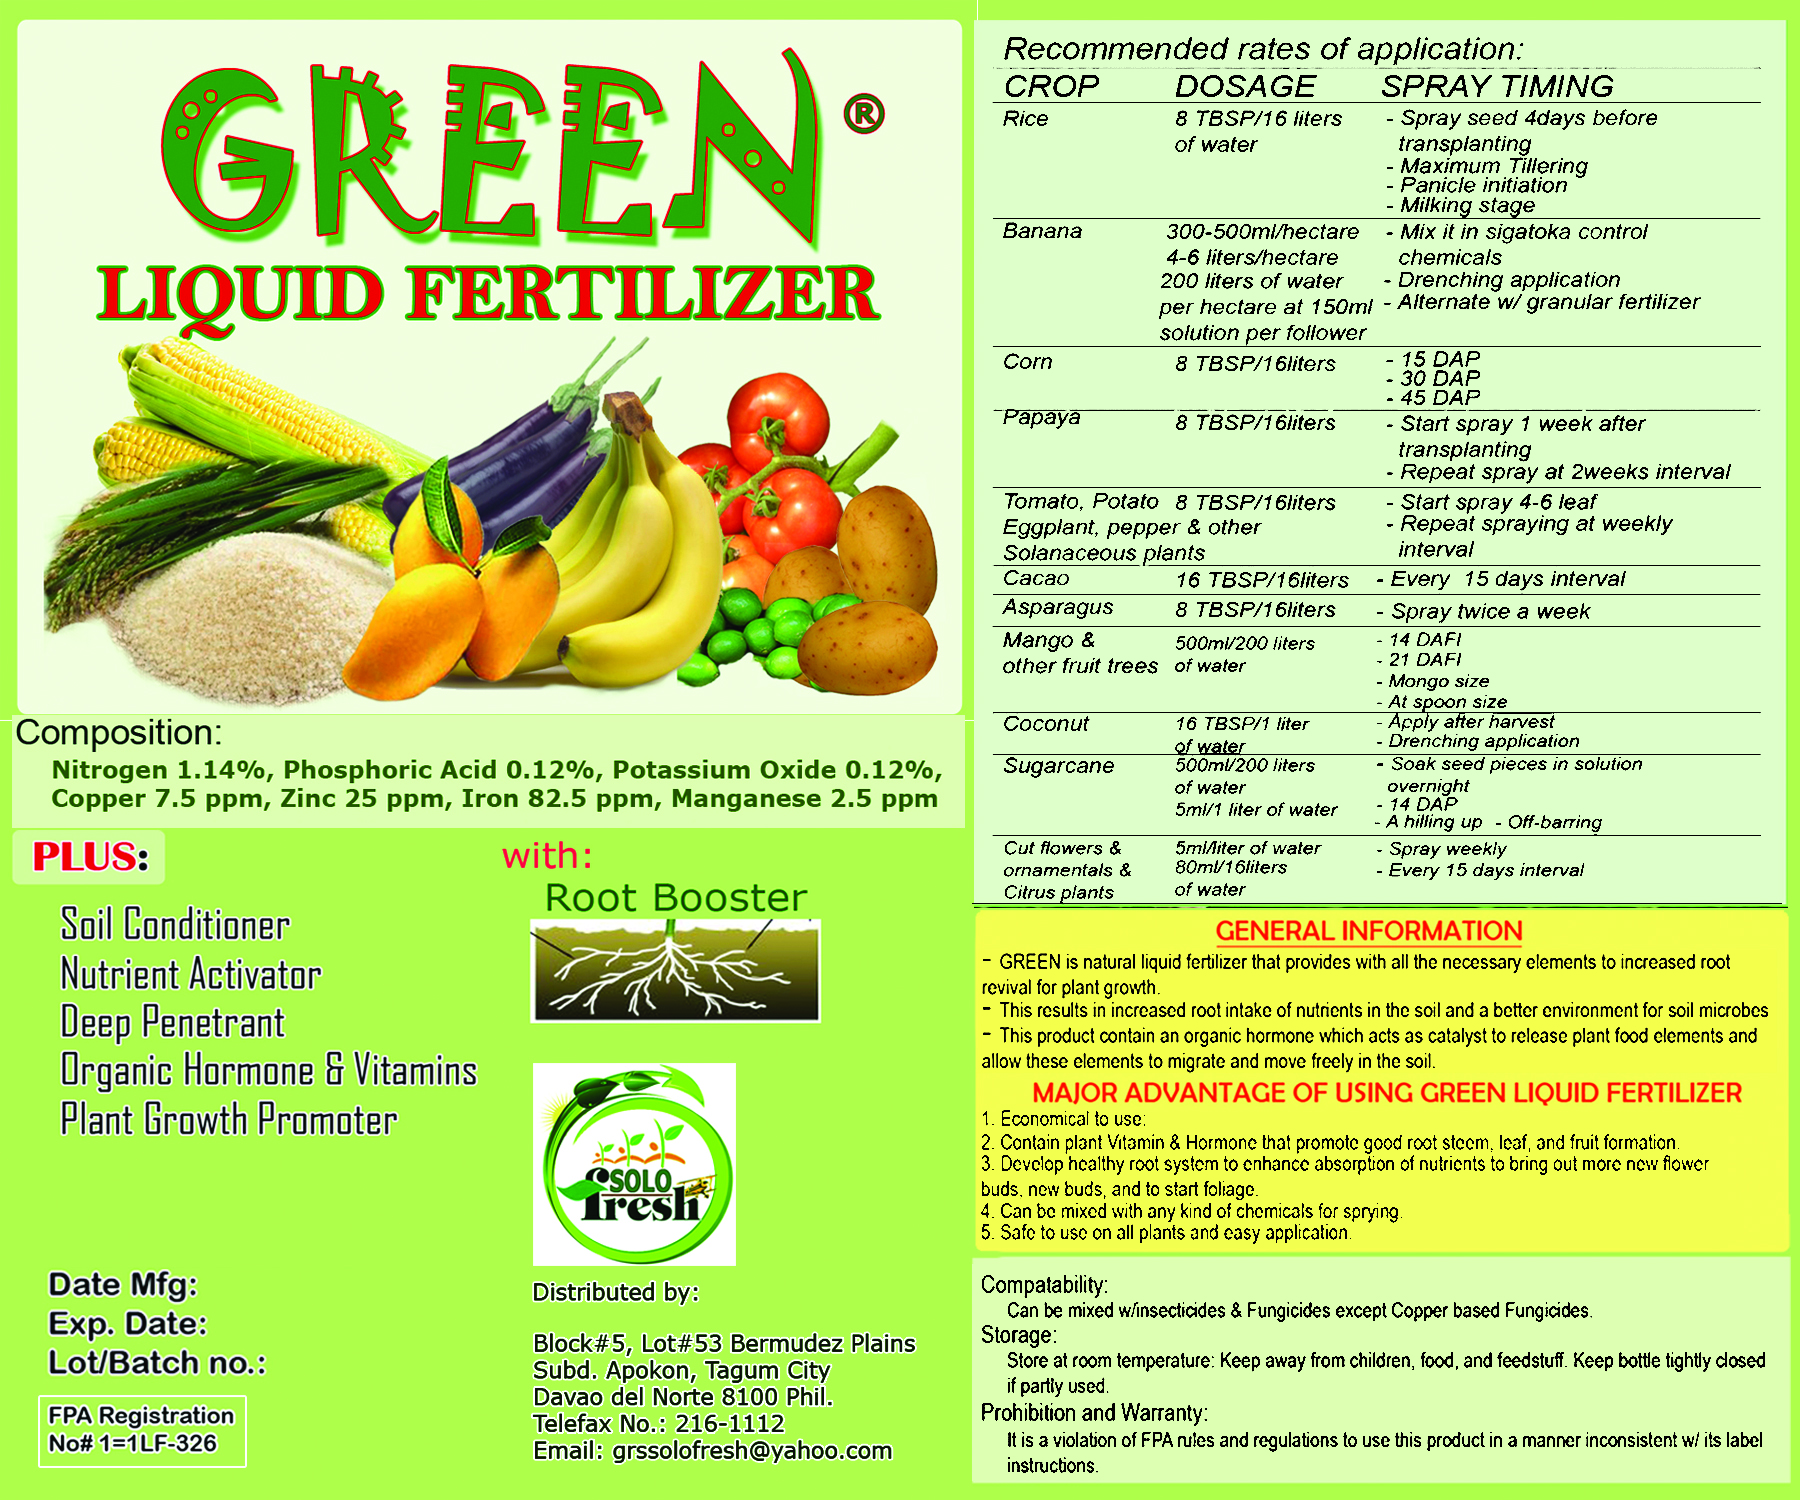 GREEN ®
LIQUID FERTILIZER
Composition:
Nitrogen 1.14%, Phosphoric Acid 0.12%, Potassium Oxide 0.12%,
Copper 7.5 ppm, Zinc 25 ppm, Iron 82.5 ppm, Manganese 2.5 ppm
PLUS:
Soil Conditioner
Nutrient Activator
Deep Penetrant
Organic Hormone & Vitamins
Plant Growth Promoter
with:
Root Booster
SOLO
fresh
Date Mfg:
Exp. Date:
Lot/Batch no.:
FPA Registration
No# 1=1LF-326
Distributed by:
Block#5, Lot#53 Bermudez Plains
Subd. Apokon, Tagum City
Davao del Norte 8100 Phil.
Telefax No.: 216-1112
Email: grssolofresh@yahoo.com
Recommended rates of application:
CROP DOSAGE SPRAY TIMING
Rice 8 TBSP/16 liters - Spray seed 4days before
of water transplanting
- Maximum Tillering
- Panicle initiation
- Milking stage
Banana 300-500ml/hectare - Mix it in sigatoka control
4-6 liters/hectare chemicals
200 liters of water - Drenching application
per hectare at 150ml - Alternate w/ granular fertilizer
solution per follower
Corn 8 TBSP/16liters - 15 DAP
- 30 DAP
- 45 DAP
Papaya 8 TBSP/16liters - Start spray 1 week after
transplanting
- Repeat spray at 2weeks interval
Tomato, Potato 8 TBSP/16liters - Start spray 4-6 leaf
Eggplant, pepper & other - Repeat spraying at weekly
Solanaceous plants interval
Cacao 16 TBSP/16liters - Every 15 days interval
Asparagus 8 TBSP/16liters - Spray twice a week
Mango & 500ml/200 liters - 14 DAFI
other fruit trees of water - 21 DAFI
- Mongo size
- At spoon size
Coconut 16 TBSP/1 liter - Apply after harvest
of water - Drenching application
Sugarcane 500ml/200 liters - Soak seed pieces in solution
of water overnight
5ml/1 liter of water - 14 DAP
- A hilling up - Off-barring
Cut flowers & 5ml/liter of water - Spray weekly
ornamentals & 80ml/16liters - Every 15 days interval
Citrus plants of water
GENERAL INFORMATION
- GREEN is natural liquid fertilizer that provides with all the necessary elements to increased root
revival for plant growth.
- This results in increased root intake of nutrients in the soil and a better environment for soil microbes
- This product contain an organic hormone which acts as catalyst to release plant food elements and
allow these elements to migrate and move freely in the soil.
MAJOR ADVANTAGE OF USING GREEN LIQUID FERTILIZER
1. Economical to use:
2. Contain plant Vitamin & Hormone that promote good root steem, leaf, and fruit formation.
3. Develop healthy root system to enhance absorption of nutrients to bring out more new flower
buds, new buds, and to start foliage.
4. Can be mixed with any kind of chemicals for sprying.
5. Safe to use on all plants and easy application.
Compatability:
Can be mixed w/insecticides & Fungicides except Copper based Fungicides.
Storage:
Store at room temperature: Keep away from children, food, and feedstuff. Keep bottle tightly closed
if partly used.
Prohibition and Warranty:
It is a violation of FPA rules and regulations to use this product in a manner inconsistent w/ its label
instructions.